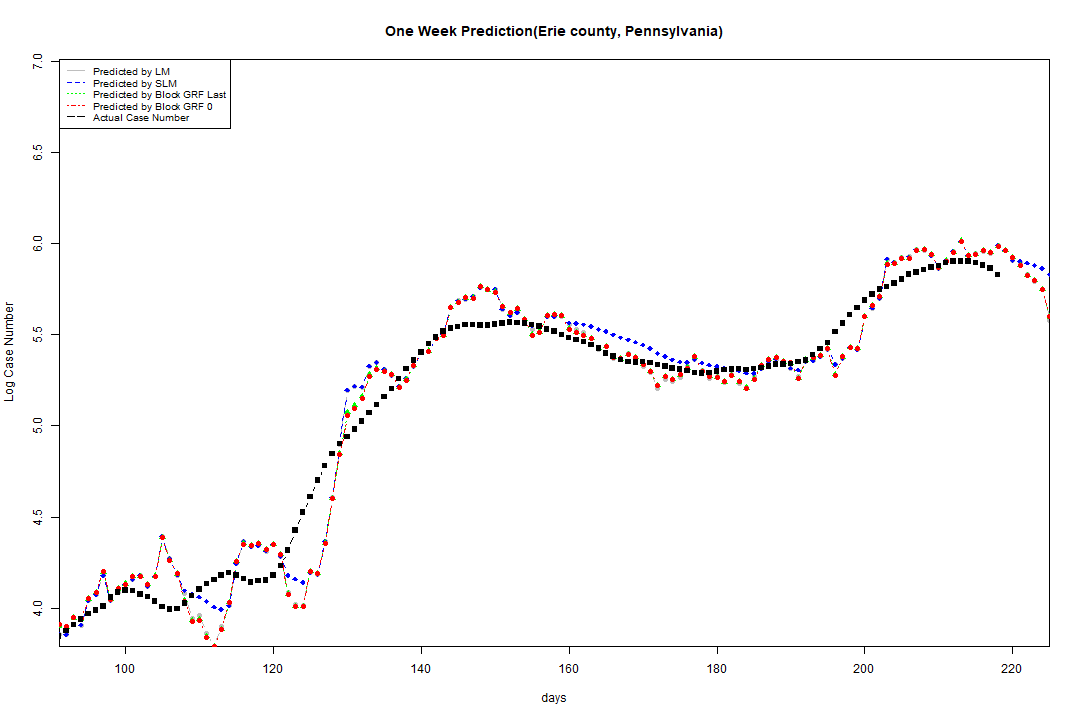 One Week Prediction(Erie county, Pennsylvania)
Predicted by LM
Predicted by SLM
Predicted by Block GRF Last
Predicted by Block GRF 0
Actual Case Number
7.0
6.5
6.0
5.5
5.0
4.5
4.0
Log Case Number
100 120 140 160 180 200 220
days